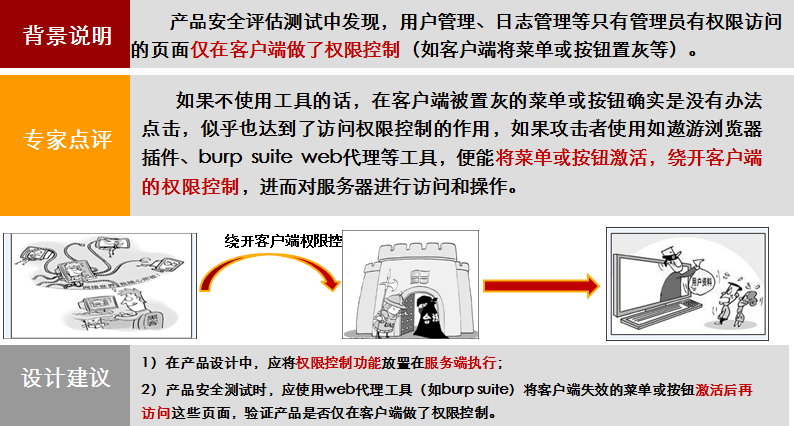 背景说明
产品安全评估测试中发现，用户管理、日志管理等只有管理员有权限访问
的页面仅在客户端做了权限控制（如客户端将菜单或按钮置灰等）。
专家点评
如果不使用工具的话，在客户端被置灰的菜单或按钮确实是没有办法
点击，似乎也达到了访问权限控制的作用，如果攻击者使用如遨游浏览器
插件、burp suite web代理等工具，便能将菜单或按钮激活，绕开客户端
的权限控制，进而对服务器进行访问和操作。
绕开客户端权限控
用户资料
设计建议
1）在产品设计中，应将权限控制功能放置在服务端执行；
2）产品安全测试时，应使用web代理工具（如burp suite）将客户端失效的菜单或按钮激活后再
访问这些页面，验证产品是否仅在客户端做了权限控制。